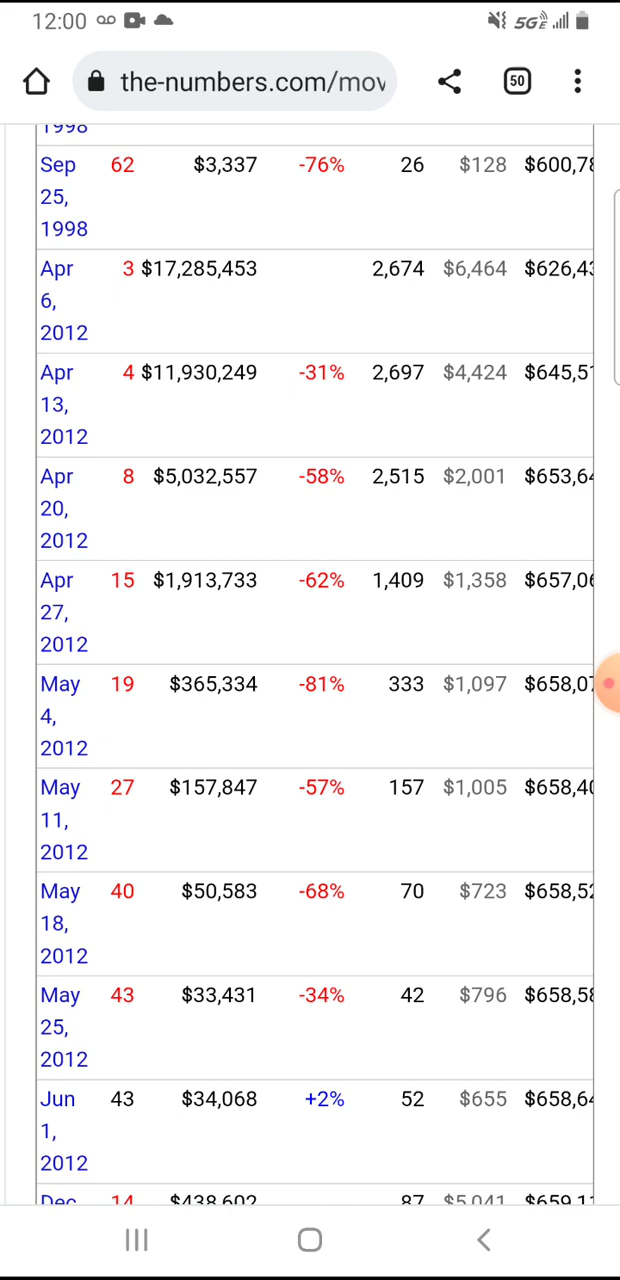 12:00
5GE
the-numbers.com/mov
50
1998
Sep 25, 1998 62 $3,337 -76% 26 $128 $600,78
Apr 6, 2012 3 $17,285,453 2,674 $6,464 $626,43
Apr 13, 2012 4 $11,930,249 -31% 2,697 $4,424 $645,51
Apr 20, 2012 8 $5,032,557 -58% 2,515 $2,001 $653,64
Apr 27, 2012 15 $1,913,733 -62% 1,409 $1,358 $657,06
May 4, 2012 19 $365,334 -81% 333 $1,097 $658,07
May 11, 2012 27 $157,847 -57% 157 $1,005 $658,40
May 18, 2012 40 $50,583 -68% 70 $723 $658,52
May 25, 2012 43 $33,431 -34% 42 $796 $658,58
Jun 1, 2012 43 $34,068 +2% 52 $655 $658,64
Dec 14 $438,602 87 $5,041 $659,11